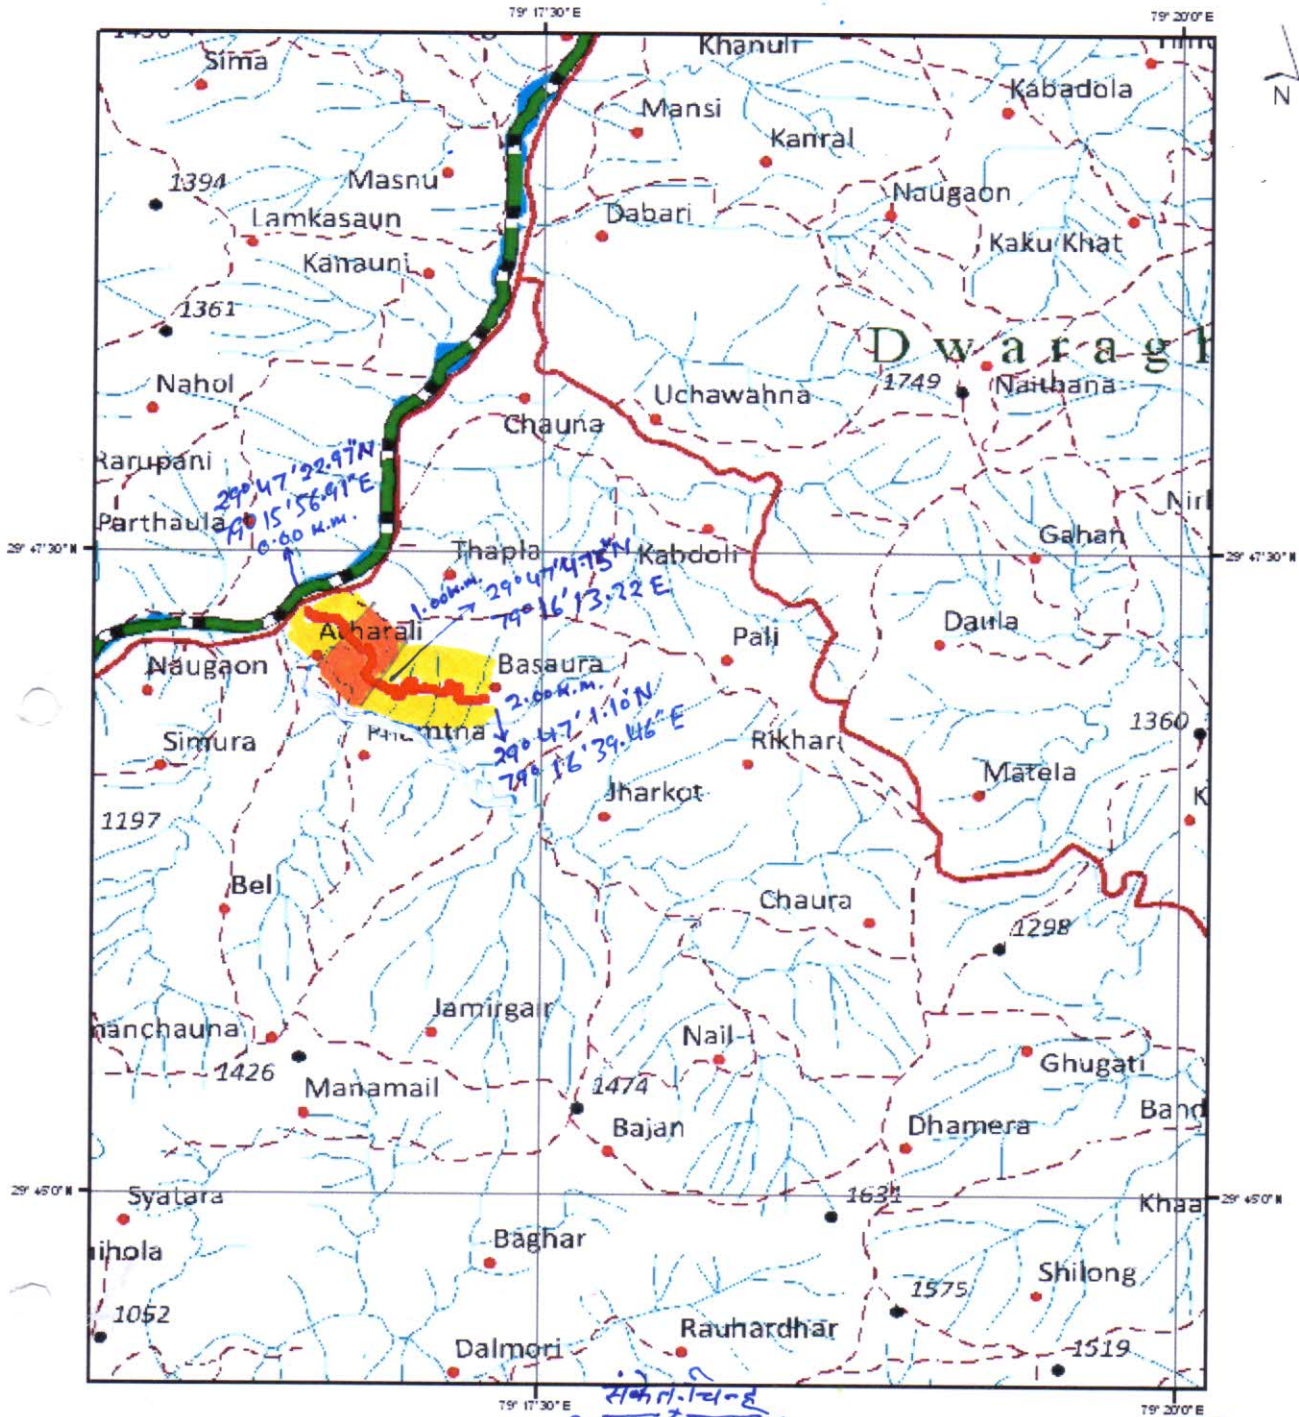 79° 17'30"E
79° 20'0"E
N
Khanuli
Sima
Mansi
Kabadola
Kanral
1394
Masnu
Naugaon
Lamkasaun
Dabari
Kaku Khat
Kanauni
1361
Dwaragh
Nahol
1749
Naithana
Uchawahna
Chauna
Rarupani
29° 47' 22.97"N
79° 15' 56.91"E
0.00 K.m.
Parthaula
Gahan
29° 47'30"N
Thapla
Kabdoli
29° 47'30"N
1.00 K.m.
29° 47' 4.75"N
79° 16' 13.22 E
Atharali
Pali
Daula
Naugaon
Basaura
2.00 K.m.
29° 47' 1.10"N
79° 16' 39.46" E
1360
Simura
Rikhari
Matela
Jharkot
K
1197
Bel
Chaura
1298
nanchauna
Jamirgair
Nail
Ghugati
1426
Manamail
1474
Band
Bajan
Dhamera
29° 45'0"N
Syatara
1631
29° 45'0"N
Khaa
Baghar
Shilong
1052
1575
Rauhardhar
Dalmori
1519
79° 17'30"E
79° 20'0"E